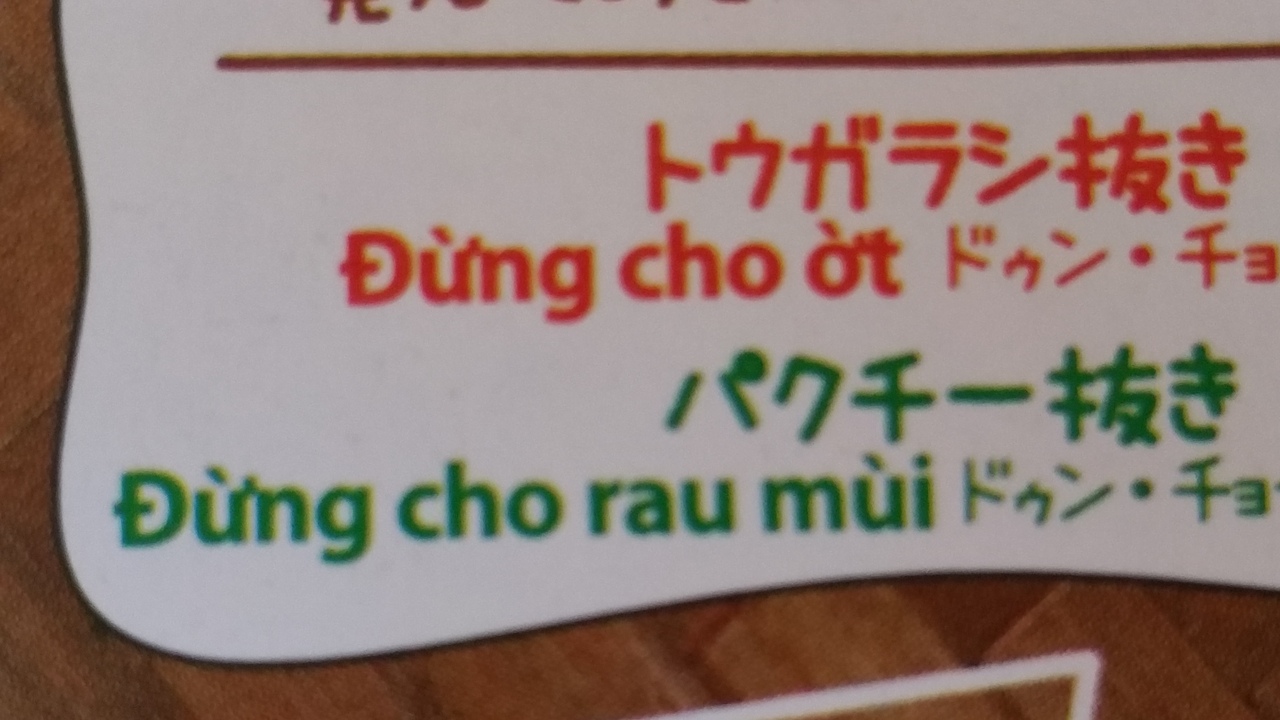 トウガラシ抜き
Đừng cho ờt ドゥン・チョ
パクチー抜き
Đừng cho rau mùi ドゥン・チョ